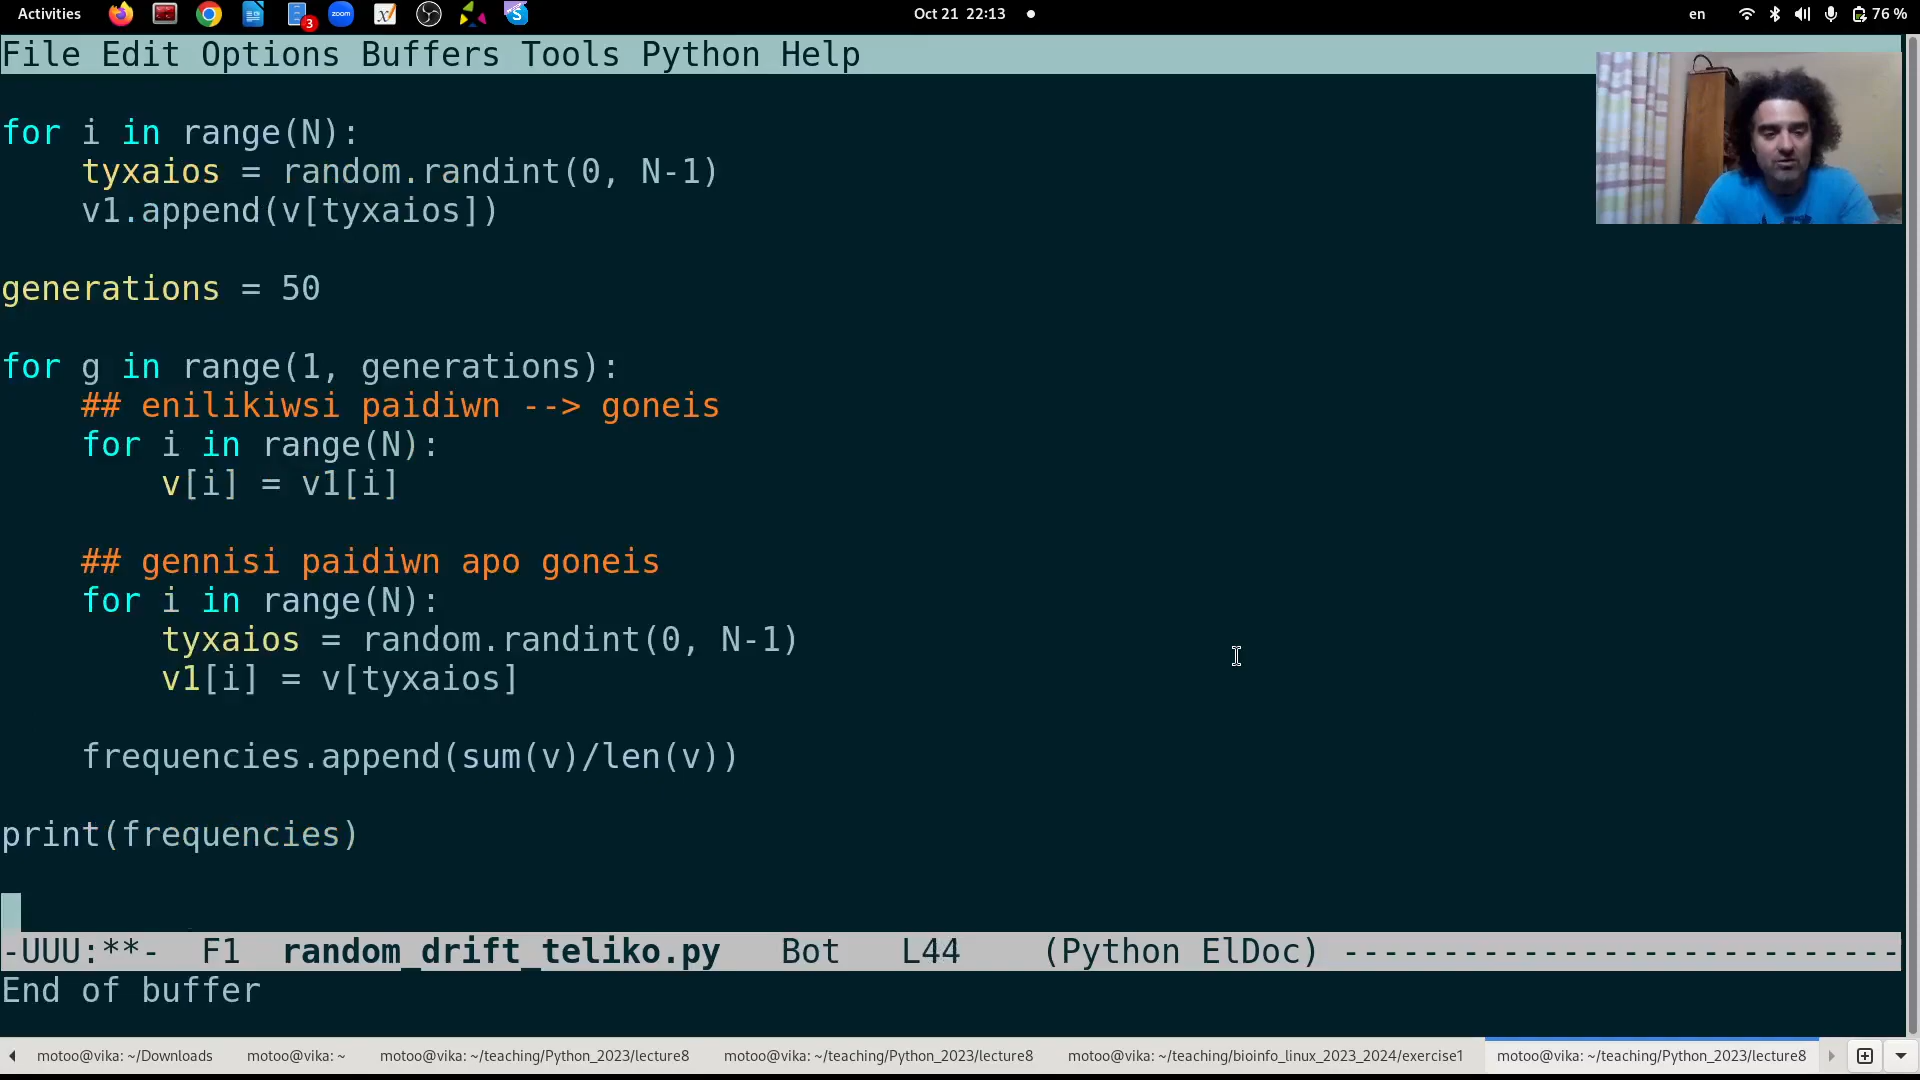 Activities
3
zoom
Oct 21 22:13
en
76 %
File Edit Options Buffers Tools Python Help
for i in range(N):
    tyxaios = random.randint(0, N-1)
    v1.append(v[tyxaios])
generations = 50
for g in range(1, generations):
    ## enilikiwsi paidiwn --> goneis
    for i in range(N):
        v[i] = v1[i]
    ## gennisi paidiwn apo goneis
    for i in range(N):
        tyxaios = random.randint(0, N-1)
        v1[i] = v[tyxaios]
    frequencies.append(sum(v)/len(v))
print(frequencies)
-UUU:**-  F1  random_drift_teliko.py   Bot   L44    (Python ElDoc) ----------------------------
End of buffer
motoo@vika: ~/Downloads
motoo@vika: ~
motoo@vika: ~/teaching/Python_2023/lecture8
motoo@vika: ~/teaching/Python_2023/lecture8
motoo@vika: ~/teaching/bioinfo_linux_2023_2024/exercise1
motoo@vika: ~/teaching/Python_2023/lecture8